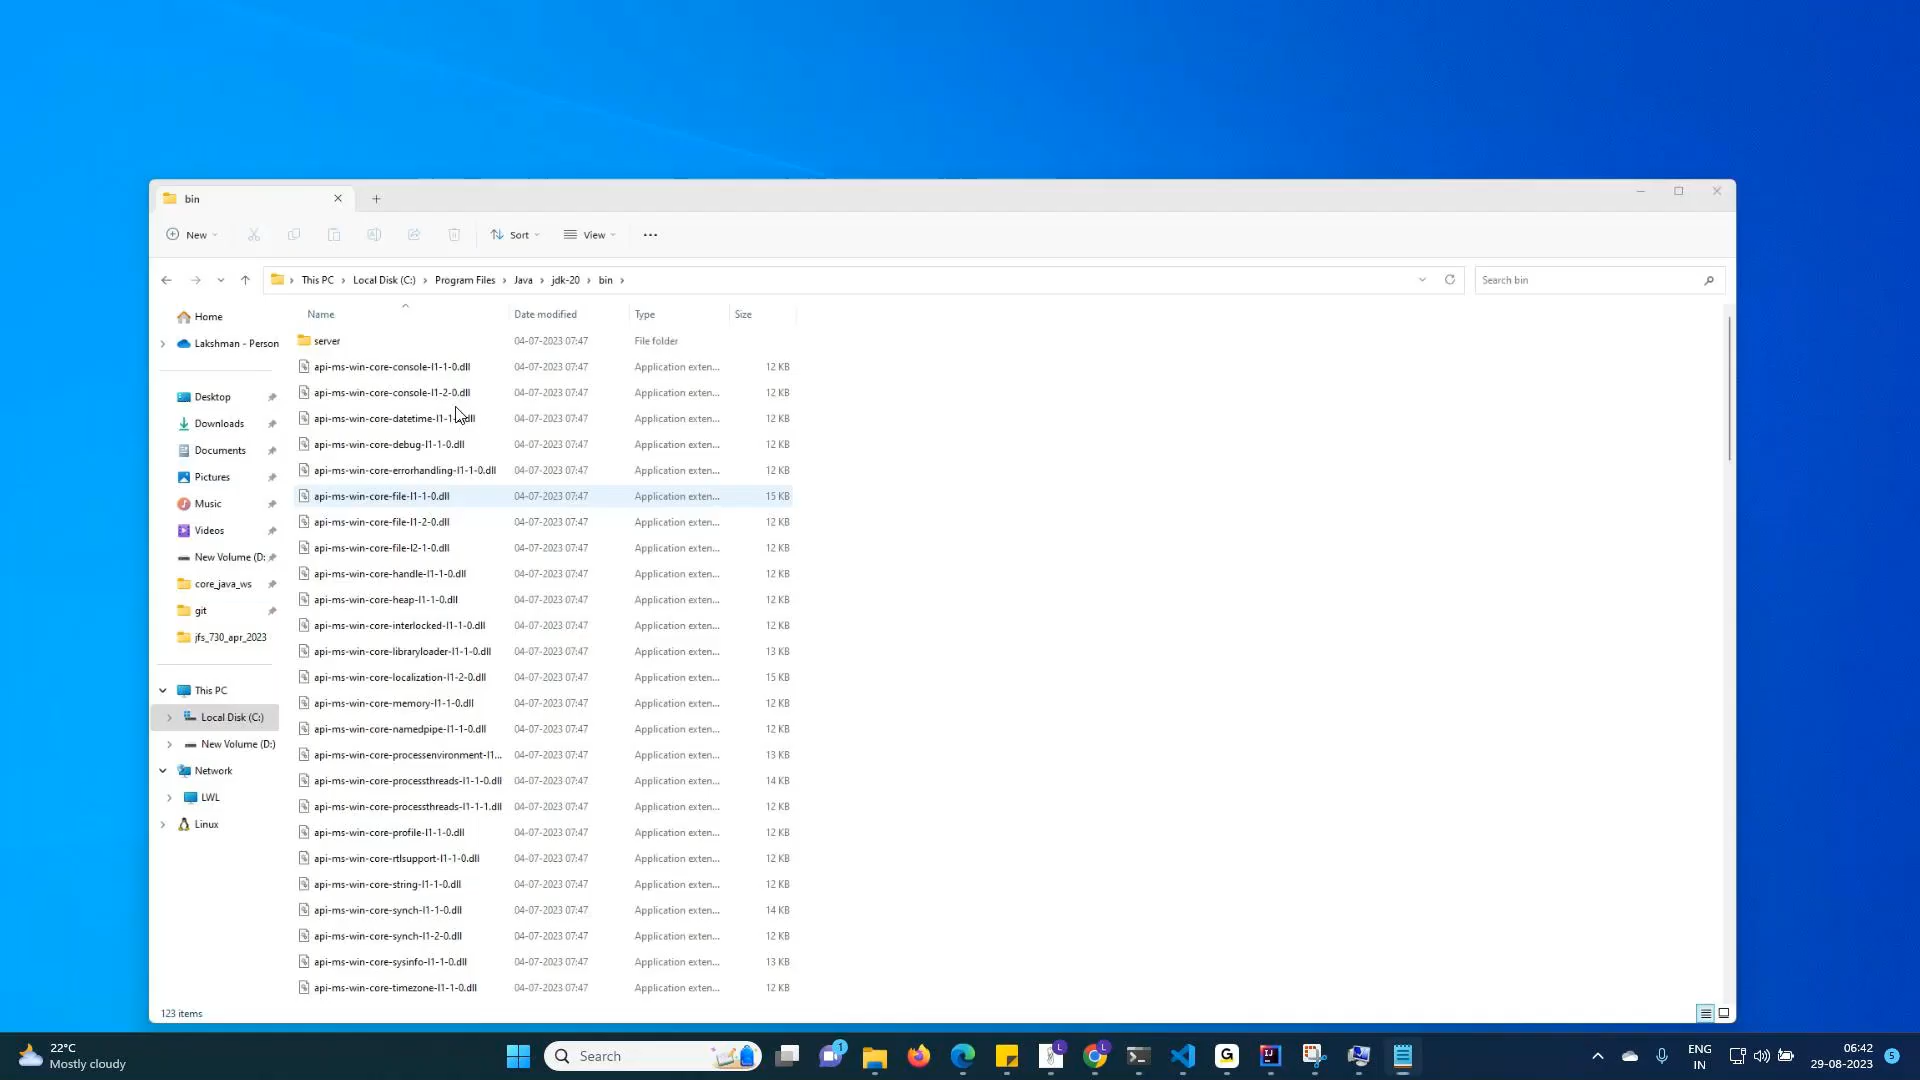 bin
New
Sort
View
This PC
Local Disk (C:)
Program Files
Java
jdk-20
bin
Search bin
Home
Lakshman - Person
Desktop
Downloads
Documents
Pictures
Music
Videos
New Volume (D:
core_java_ws
git
jfs_730_apr_2023
This PC
Local Disk (C:)
New Volume (D:)
Network
LWL
Linux
Name Date modified Type Size
server 04-07-2023 07:47 File folder
api-ms-win-core-console-l1-1-0.dll 04-07-2023 07:47 Application exten... 12 KB
api-ms-win-core-console-l1-2-0.dll 04-07-2023 07:47 Application exten... 12 KB
api-ms-win-core-datetime-l1-1 dll 04-07-2023 07:47 Application exten... 12 KB
api-ms-win-core-debug-l1-1-0.dll 04-07-2023 07:47 Application exten... 12 KB
api-ms-win-core-errorhandling-l1-1-0.dll 04-07-2023 07:47 Application exten... 12 KB
api-ms-win-core-file-l1-1-0.dll 04-07-2023 07:47 Application exten... 15 KB
api-ms-win-core-file-l1-2-0.dll 04-07-2023 07:47 Application exten... 12 KB
api-ms-win-core-file-l2-1-0.dll 04-07-2023 07:47 Application exten... 12 KB
api-ms-win-core-handle-l1-1-0.dll 04-07-2023 07:47 Application exten... 12 KB
api-ms-win-core-heap-l1-1-0.dll 04-07-2023 07:47 Application exten... 12 KB
api-ms-win-core-interlocked-l1-1-0.dll 04-07-2023 07:47 Application exten... 12 KB
api-ms-win-core-libraryloader-l1-1-0.dll 04-07-2023 07:47 Application exten... 13 KB
api-ms-win-core-localization-l1-2-0.dll 04-07-2023 07:47 Application exten... 15 KB
api-ms-win-core-memory-l1-1-0.dll 04-07-2023 07:47 Application exten... 12 KB
api-ms-win-core-namedpipe-l1-1-0.dll 04-07-2023 07:47 Application exten... 12 KB
api-ms-win-core-processenvironment-l1... 04-07-2023 07:47 Application exten... 13 KB
api-ms-win-core-processthreads-l1-1-0.dll 04-07-2023 07:47 Application exten... 14 KB
api-ms-win-core-processthreads-l1-1-1.dll 04-07-2023 07:47 Application exten... 12 KB
api-ms-win-core-profile-l1-1-0.dll 04-07-2023 07:47 Application exten... 12 KB
api-ms-win-core-rtlsupport-l1-1-0.dll 04-07-2023 07:47 Application exten... 12 KB
api-ms-win-core-string-l1-1-0.dll 04-07-2023 07:47 Application exten... 12 KB
api-ms-win-core-synch-l1-1-0.dll 04-07-2023 07:47 Application exten... 14 KB
api-ms-win-core-synch-l1-2-0.dll 04-07-2023 07:47 Application exten... 12 KB
api-ms-win-core-sysinfo-l1-1-0.dll 04-07-2023 07:47 Application exten... 13 KB
api-ms-win-core-timezone-l1-1-0.dll 04-07-2023 07:47 Application exten... 12 KB
123 items
22°C
Mostly cloudy
Search
1
L
L
G
IJ
ENG
IN
06:42
29-08-2023
5